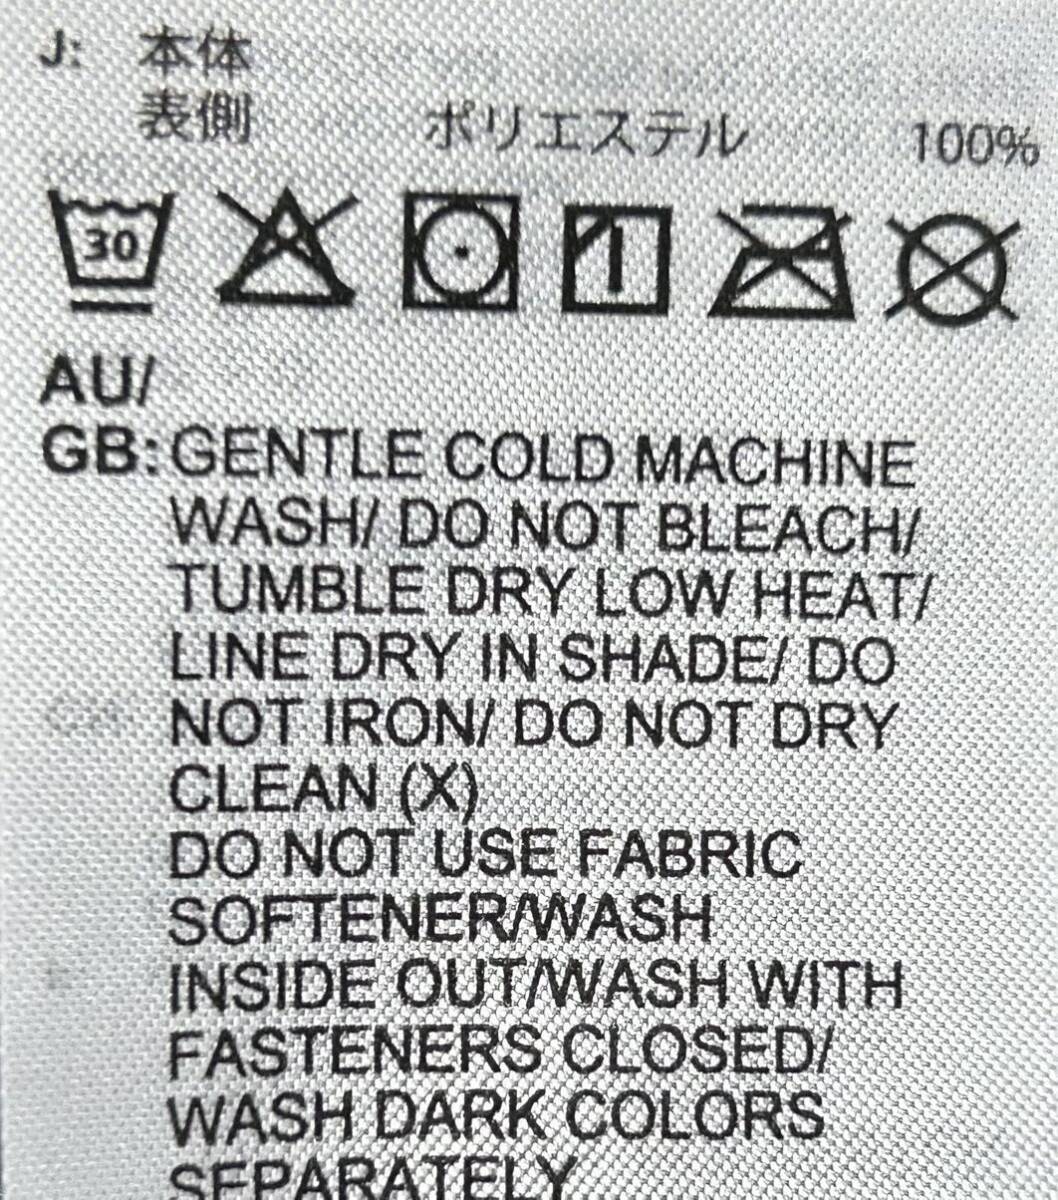 J: 本体
表側 ポリエステル 100%
30
AU/
GB: GENTLE COLD MACHINE
WASH/ DO NOT BLEACH/
TUMBLE DRY LOW HEAT/
LINE DRY IN SHADE/ DO
NOT IRON/ DO NOT DRY
CLEAN (X)
DO NOT USE FABRIC
SOFTENER/WASH
INSIDE OUT/WASH WITH
FASTENERS CLOSED/
WASH DARK COLORS
SEPARATELY